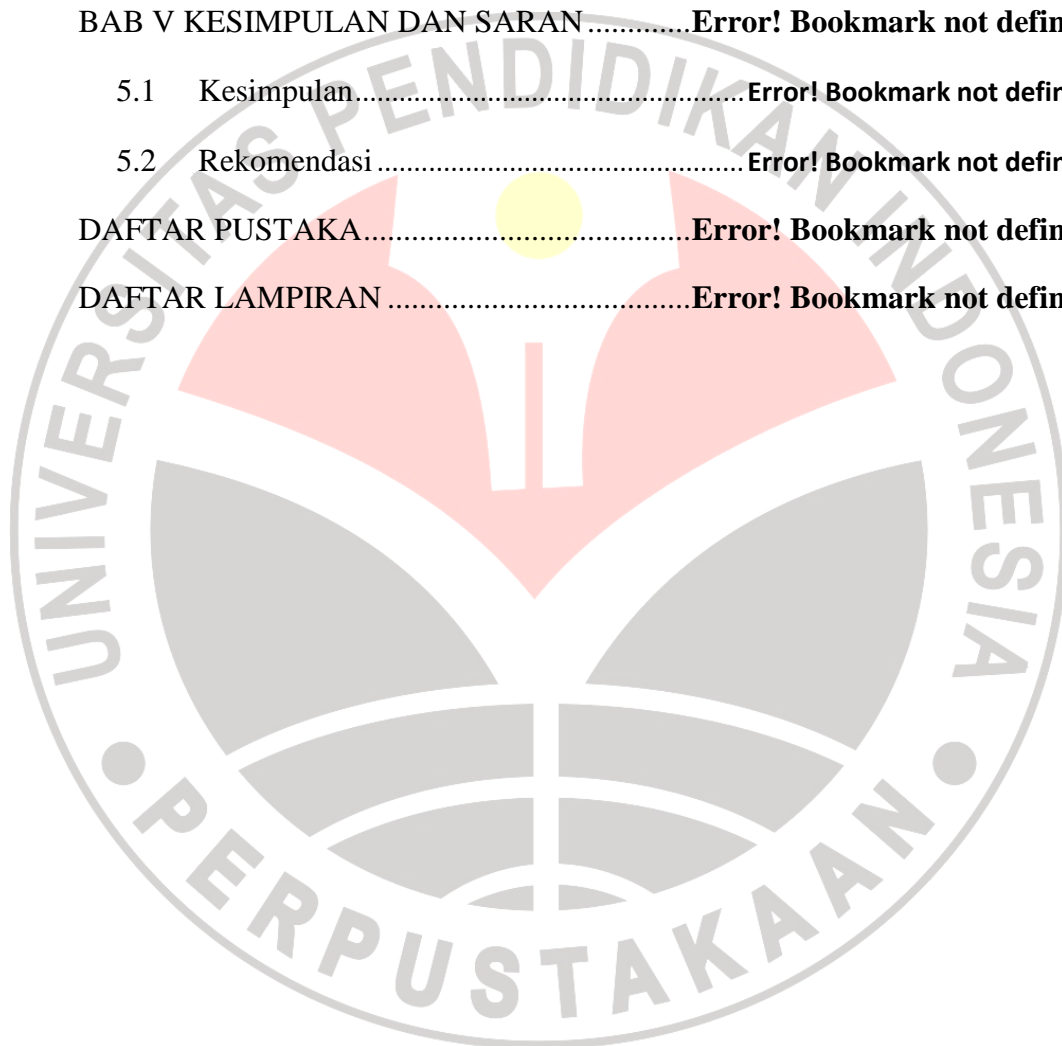 BAB V KESIMPULAN DAN SARAN.............Error! Bookmark not defin
5.1 Kesimpulan....................................................Error! Bookmark not defin
5.2 Rekomendasi.................................................Error! Bookmark not defin
DAFTAR PUSTAKA......................................Error! Bookmark not defin
DAFTAR LAMPIRAN...................................Error! Bookmark not defin
UNIVERSITAS PENDIDIKAN INDONESIA
PERPUSTAKAAN